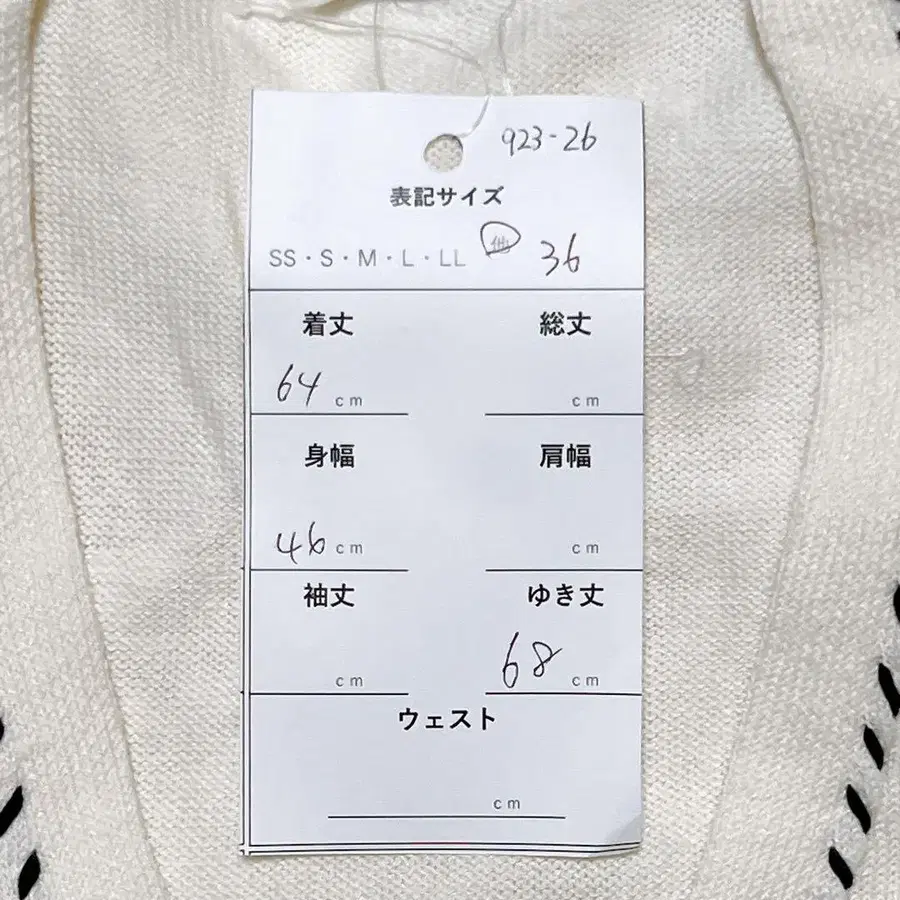 923-26
表記サイズ
SS・S・M・L・LL 他 36
着丈 総丈
64 cm cm
身幅 肩幅
46 cm cm
袖丈 ゆき丈
cm 68 cm
ウェスト
cm